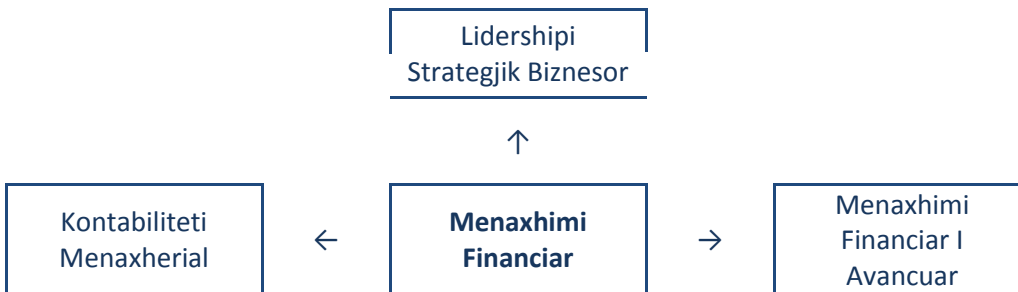 Lidershipi
Strategjik Biznesor
↑
Kontabiliteti
Menaxherial
←
Menaxhimi
Financiar
→
Menaxhimi
Financiar I
Avancuar